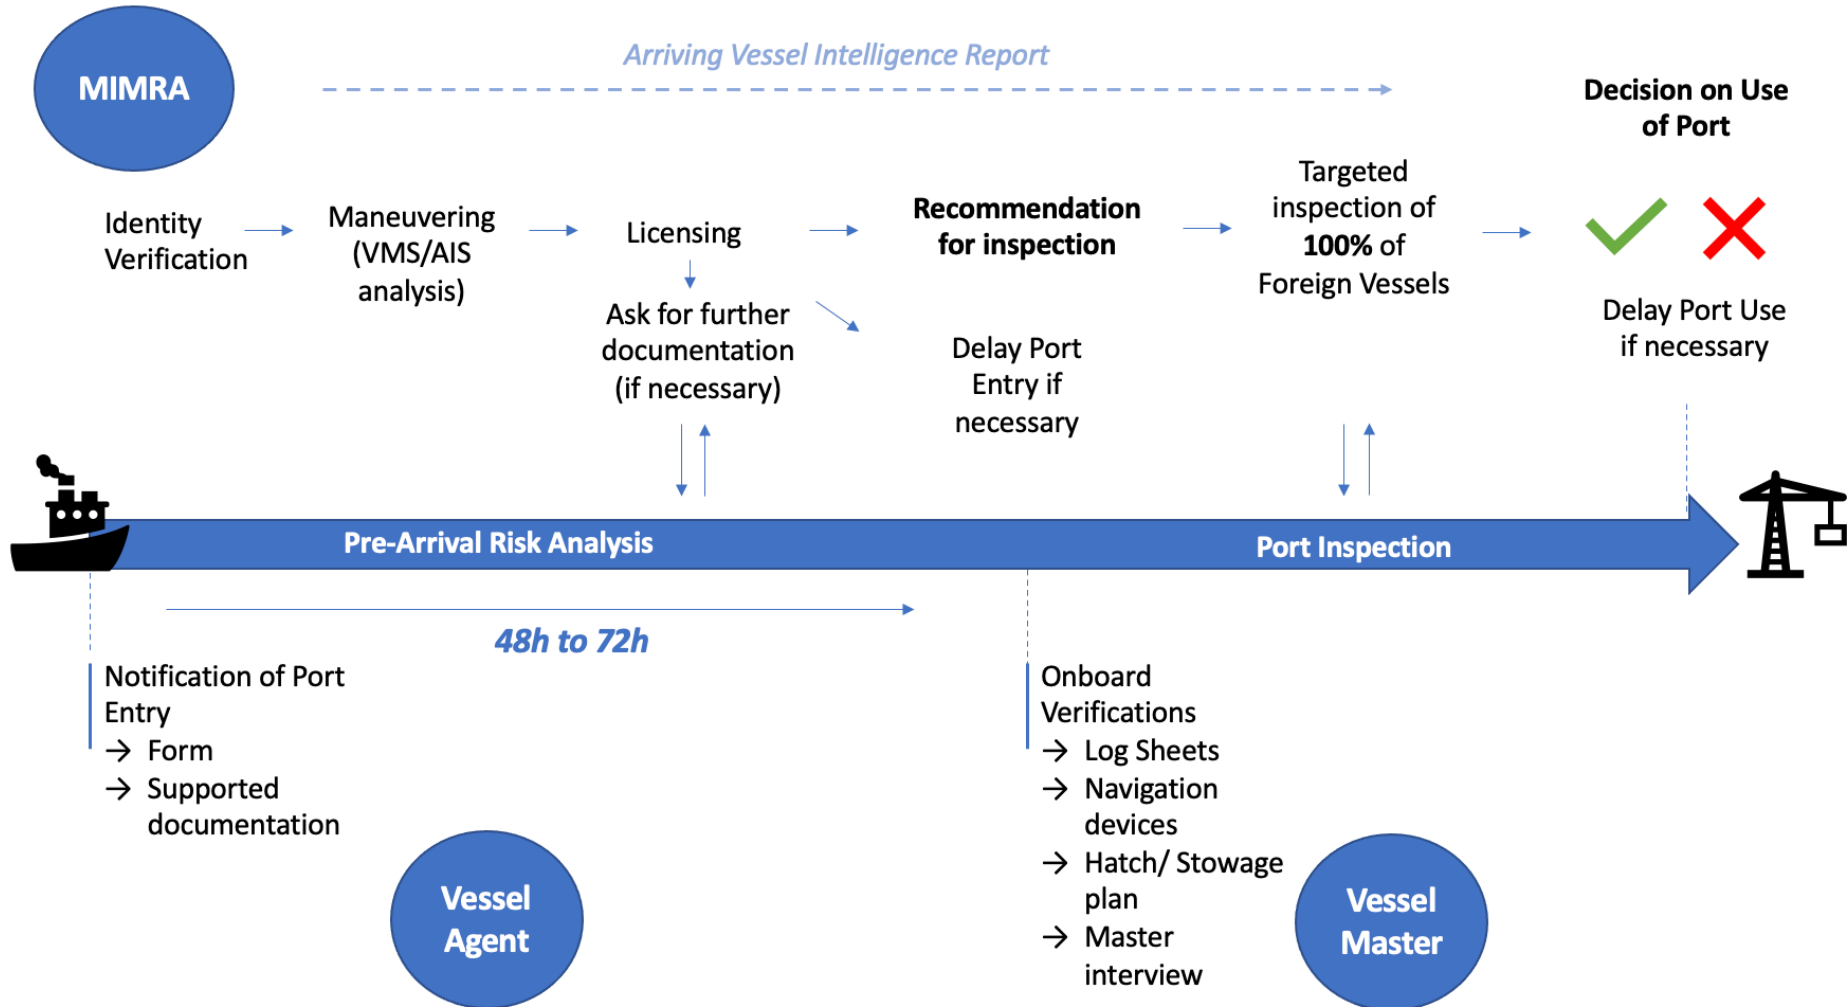 MIMRA
Arriving Vessel Intelligence Report
Decision on Use
of Port
Identity
Verification
Maneuvering
(VMS/AIS
analysis)
Licensing
Ask for further
documentation
(if necessary)
Recommendation
for inspection
Delay Port
Entry if
necessary
Targeted
inspection of
100% of
Foreign Vessels
Delay Port Use
if necessary
Pre-Arrival Risk Analysis
Port Inspection
48h to 72h
Notification of Port
Entry
→ Form
→ Supported
documentation
Vessel
Agent
Onboard
Verifications
→ Log Sheets
→ Navigation
devices
→ Hatch/ Stowage
plan
→ Master
interview
Vessel
Master